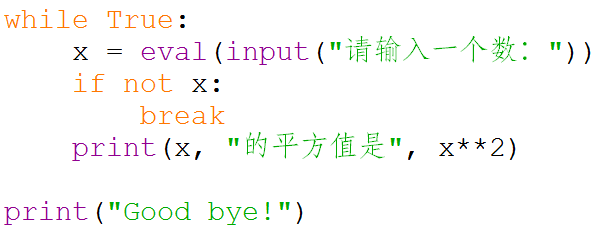 while True:
    x = eval(input("请输入一个数："))
    if not x:
        break
    print(x, "的平方值是", x**2)
print("Good bye!")